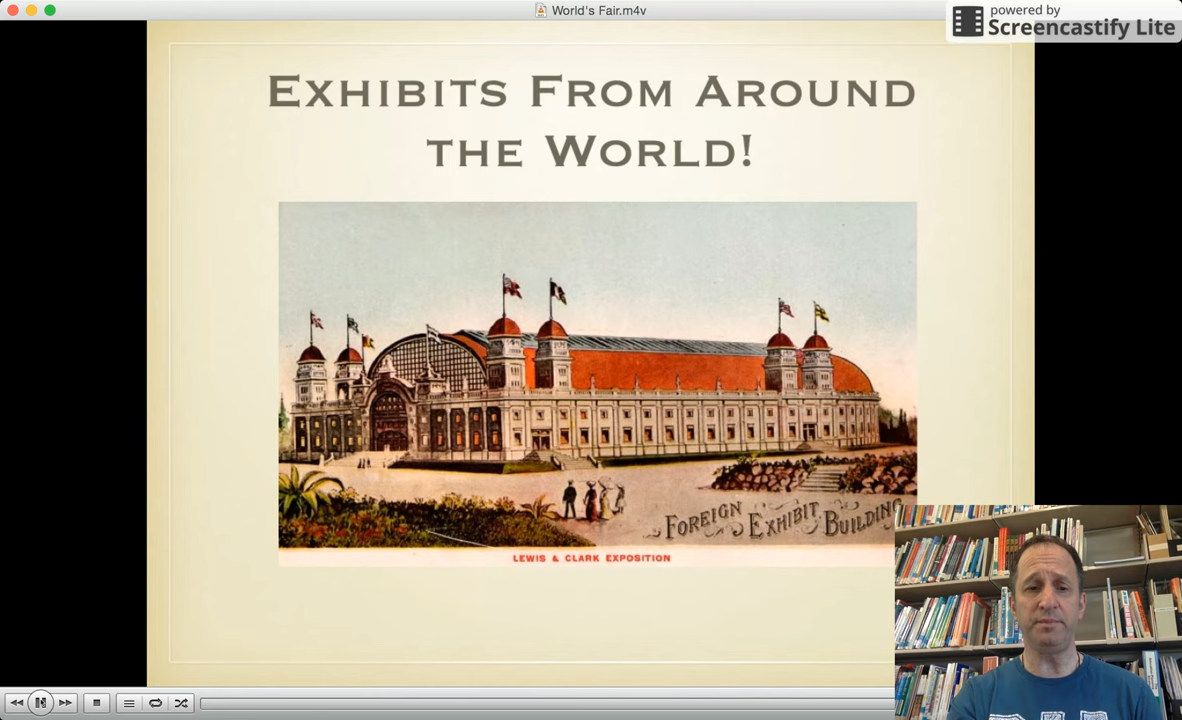 World's Fair.m4v
powered by
Screencastify Lite
EXHIBITS FROM AROUND
THE WORLD!
FOREIGN EXHIBIT BUILDING
LEWIS & CLARK EXPOSITION